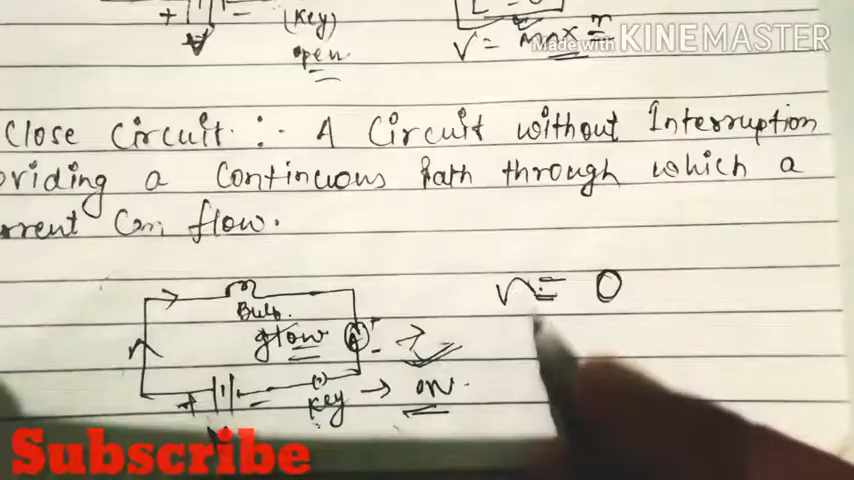 + -
(Key)
open
V = max m
Made with KINEMASTER
Close Circuit :- A Circuit without Interruption
oviding a Continuous Path through which a
rrent Can flow.
Bulb.
glow
A
+
-
+ -
Key → on.
= 0
Subscribe